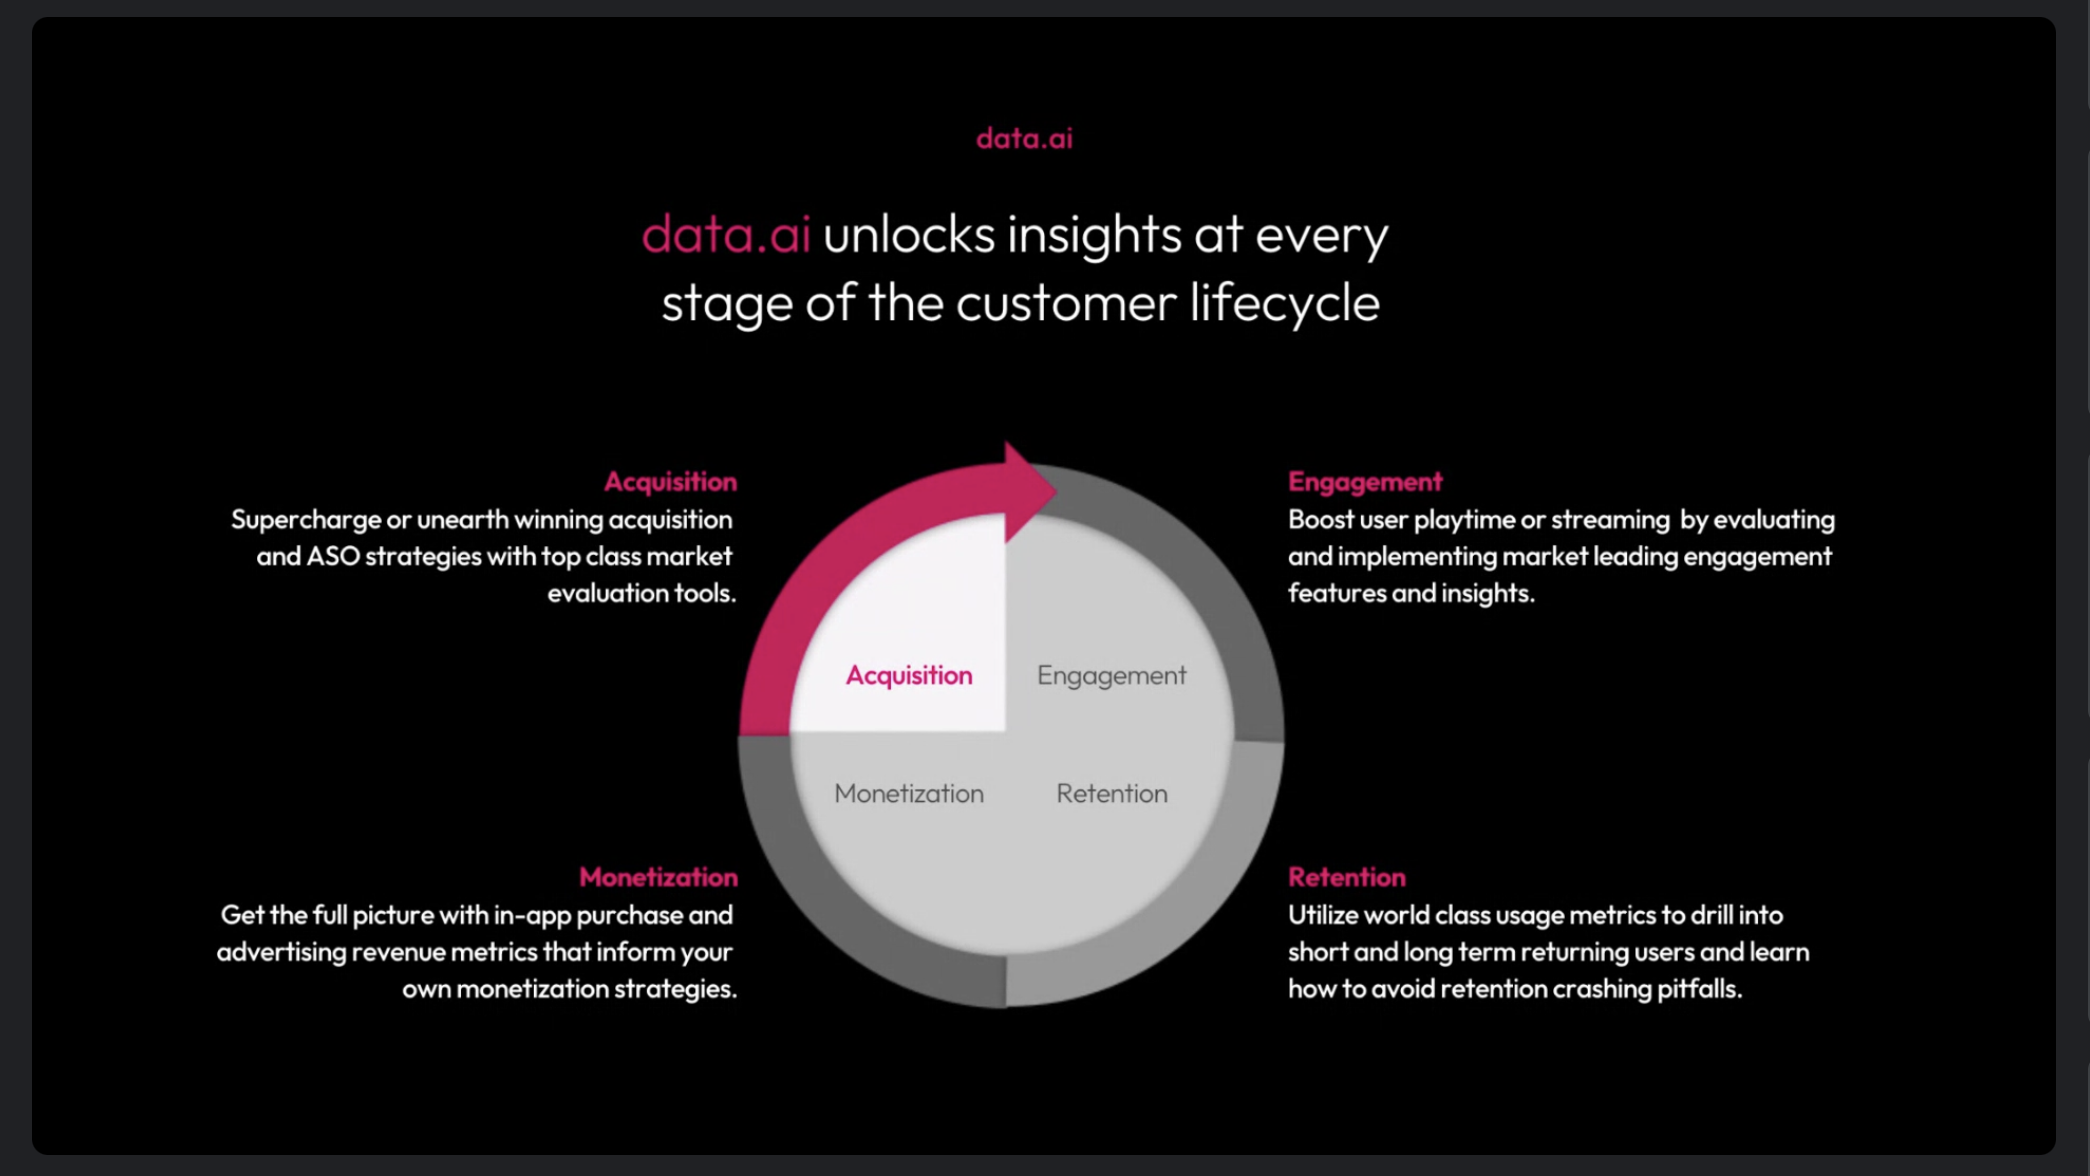 data.ai
data.ai unlocks insights at every
stage of the customer lifecycle
Acquisition
Supercharge or unearth winning acquisition
and ASO strategies with top class market
evaluation tools.
Engagement
Boost user playtime or streaming  by evaluating
and implementing market leading engagement
features and insights.
Acquisition
Engagement
Monetization
Retention
Monetization
Get the full picture with in-app purchase and
advertising revenue metrics that inform your
own monetization strategies.
Retention
Utilize world class usage metrics to drill into
short and long term returning users and learn
how to avoid retention crashing pitfalls.